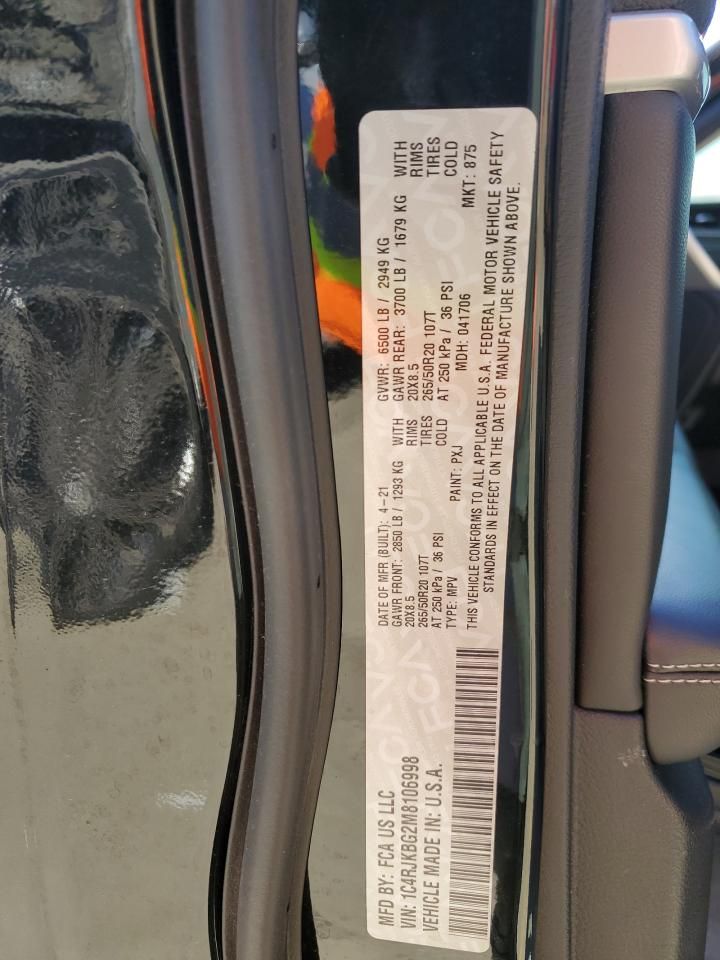 MFD BY: FCA US LLC
DATE OF MFR (BUILT): 4-21
GVWR: 6500 LB / 2949 KG
VIN: 1C4RJKBG2M8106998
GAWR FRONT: 2850 LB / 1293 KG WITH
GAWR REAR: 3700 LB / 1679 KG WITH
VEHICLE MADE IN: U.S.A.
20X8.5 RIMS
20X8.5 RIMS
265/50R20 107T TIRES
265/50R20 107T TIRES
AT 250 kPa / 36 PSI COLD
AT 250 kPa / 36 PSI COLD
TYPE: MPV PAINT: PXJ MDH: 041706 MKT: 875
THIS VEHICLE CONFORMS TO ALL APPLICABLE U.S.A. FEDERAL MOTOR VEHICLE SAFETY
STANDARDS IN EFFECT ON THE DATE OF MANUFACTURE SHOWN ABOVE.